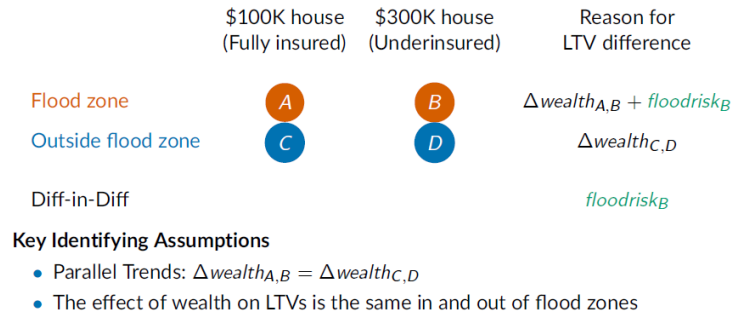 $100K house $300K house Reason for
(Fully insured) (Underinsured) LTV difference
Flood zone A B Δwealth_{A,B} + floodrisk_B
Outside flood zone C D Δwealth_{C,D}
Diff-in-Diff floodrisk_B
Key Identifying Assumptions
• Parallel Trends: Δwealth_{A,B} = Δwealth_{C,D}
• The effect of wealth on LTVs is the same in and out of flood zones